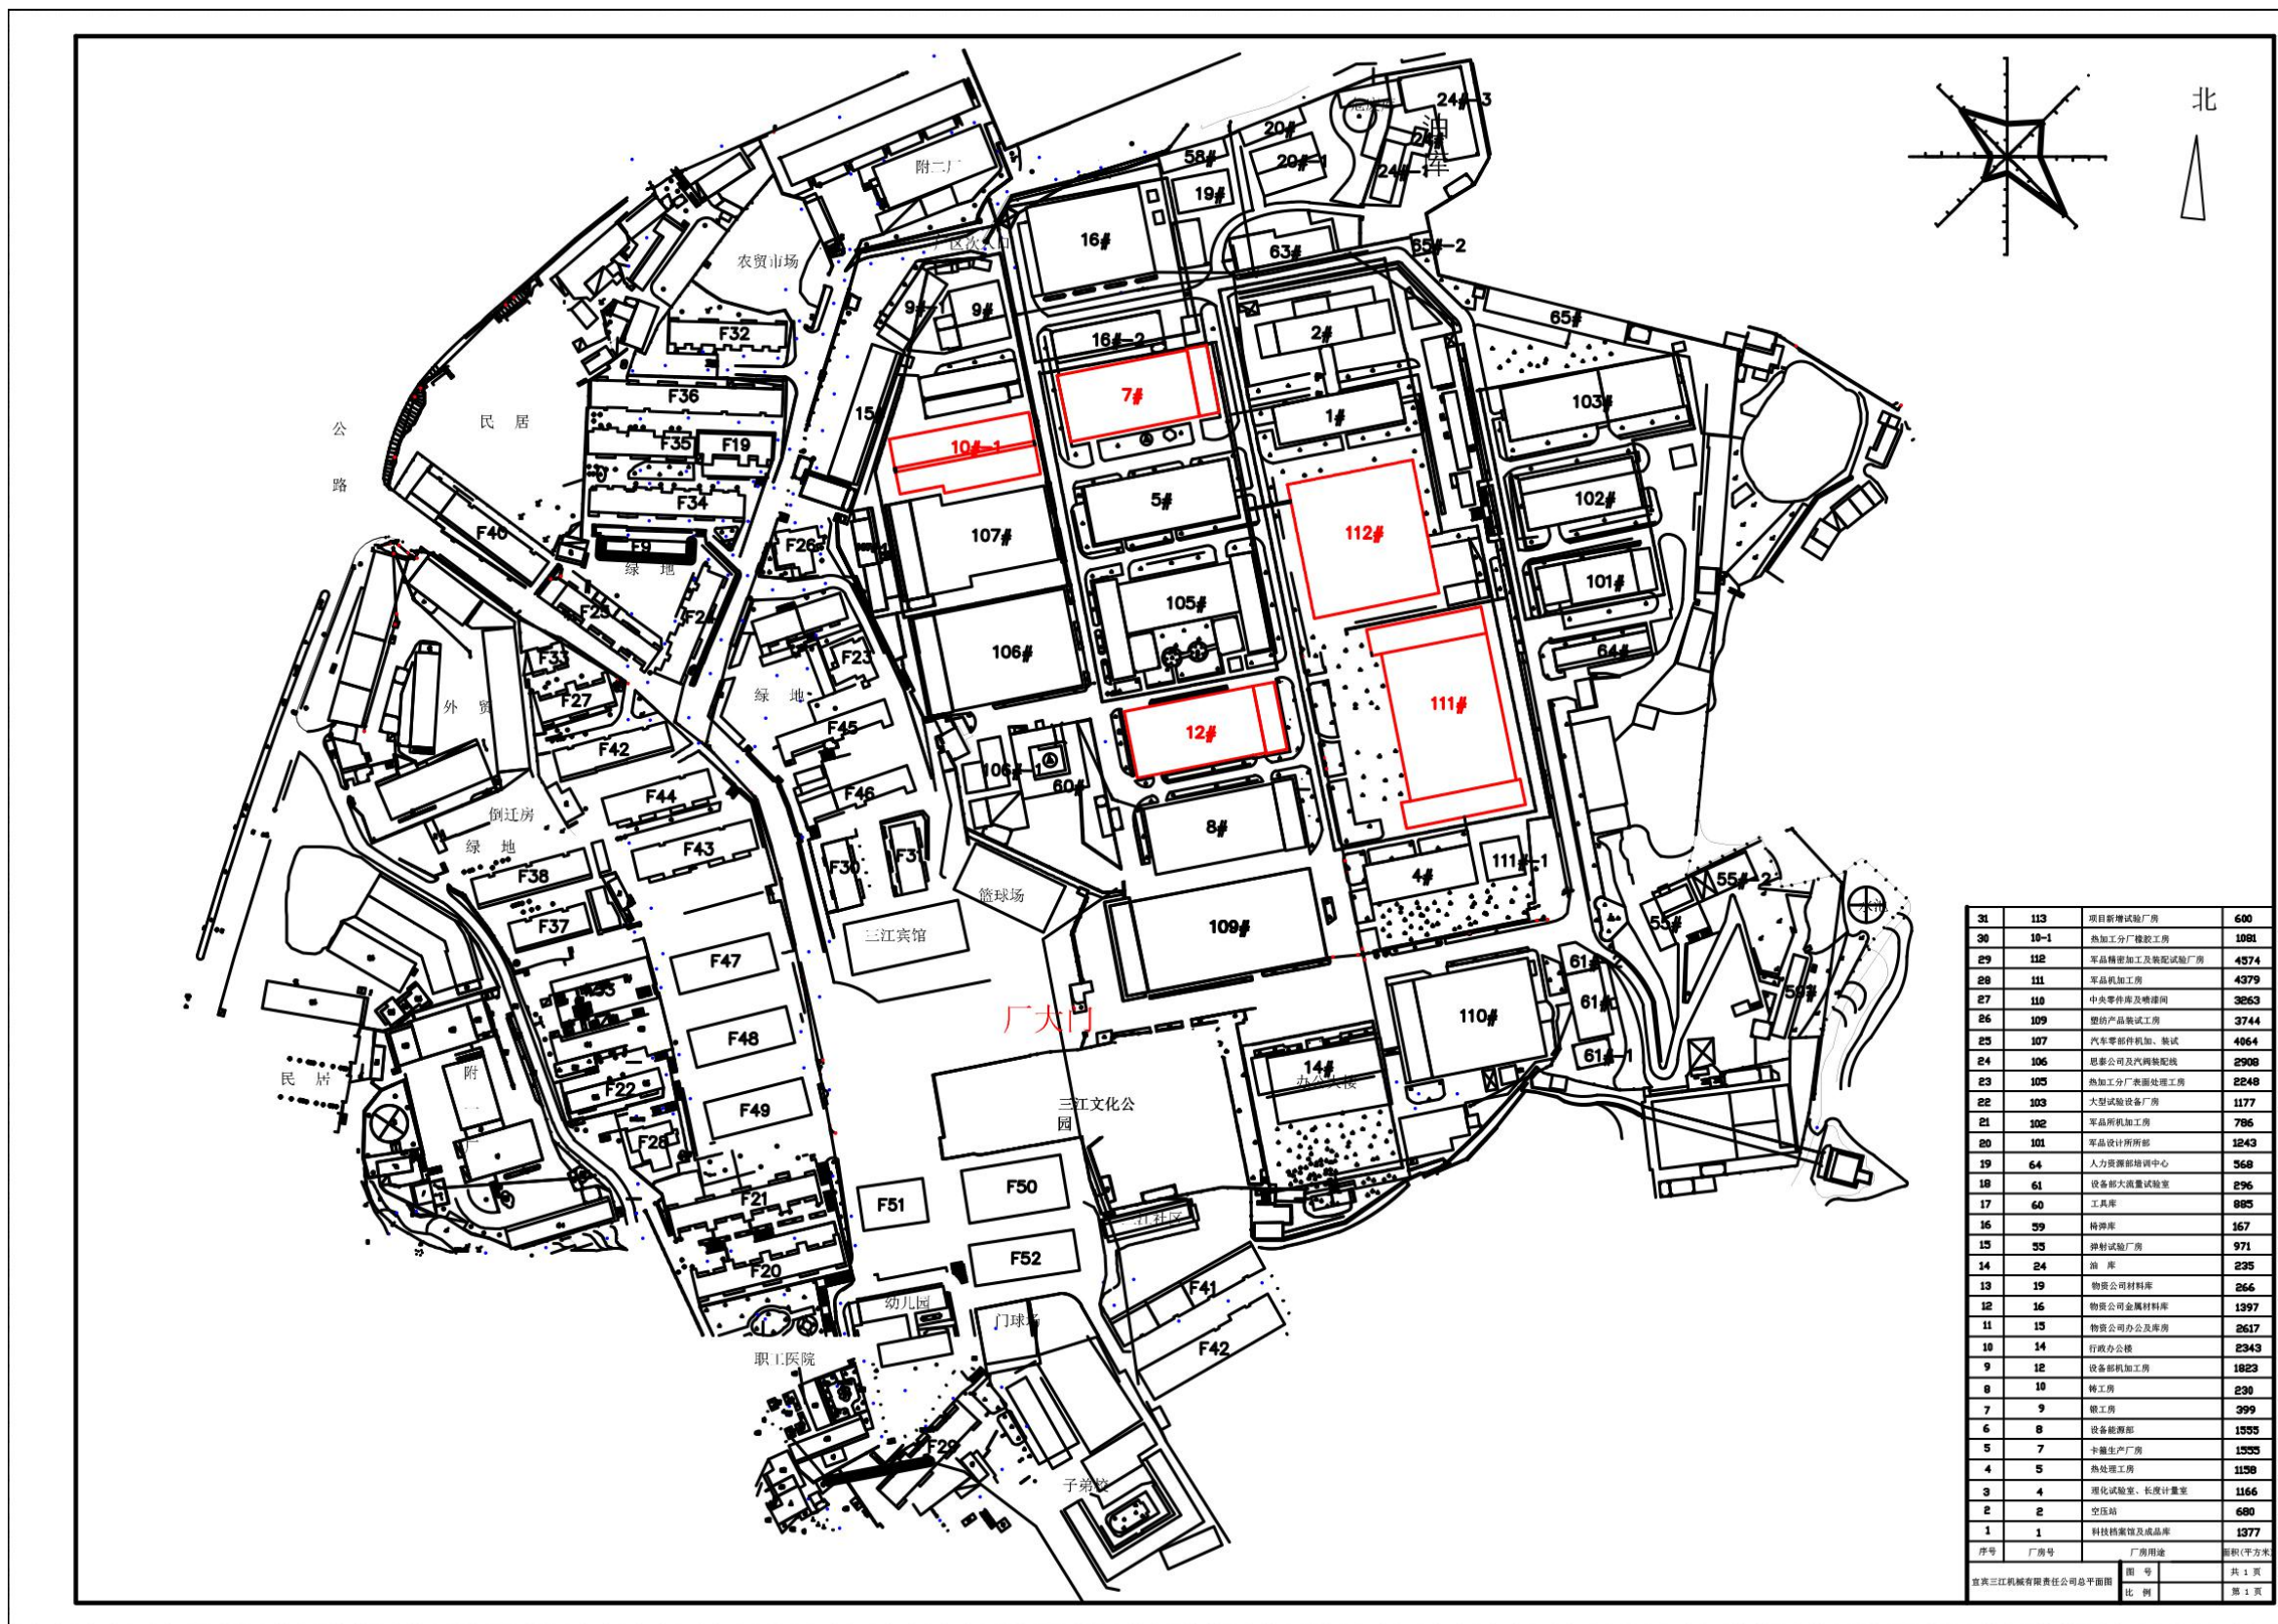 北
24#-3
危废库
油
库
24#
24#-1
20#
20#-1
58#
19#
附二厂
16#
厂区次入口
农贸市场
63#
65#-2
9#-1
9#
65#
F32
16#-2
2#
7#
F36
103#
15#
1#
民 居
公
路
F35
F19
10#-1
F34
5#
102#
F40
107#
112#
F9
F26
绿 地
101#
F25
F24
105#
106#
64#
F33
F23
F27
绿 地
外 贸
111#
F45
12#
F42
106#-1
60#
F44
F46
倒迁房
绿 地
8#
F43
F30
F31
111#-1
4#
55#-2
F38
篮球场
水池
F37
三江宾馆
109#
55#
F47
61#
59#
61#
厂大门
110#
F48
61#-1
14#
办公大楼
民 居
附
一
厂
F22
F49
三江文化公
园
F28
F50
F21
F51
三江社区
F52
F20
F41
幼儿园
门球场
F42
职工医院
F29
子弟校
31 113 项目新增试验厂房 600
30 10-1 热加工分厂橡胶工房 1081
29 112 军品精密加工及装配试验厂房 4574
28 111 军品机加工房 4379
27 110 中央零件库及喷漆间 3263
26 109 塑纺产品装试工房 3744
25 107 汽车零部件机加、装试 4064
24 106 思泰公司及汽阀装配线 2908
23 105 热加工分厂表面处理工房 2248
22 103 大型试验设备厂房 1177
21 102 军品所机加工房 786
20 101 军品设计所所部 1243
19 64 人力资源部培训中心 568
18 61 设备部大流量试验室 296
17 60 工具库 885
16 59 枪弹库 167
15 55 弹射试验厂房 971
14 24 油 库 235
13 19 物资公司材料库 266
12 16 物资公司金属材料库 1397
11 15 物资公司办公及库房 2617
10 14 行政办公楼 2343
9 12 设备部机加工房 1823
8 10 铸工房 230
7 9 锻工房 399
6 8 设备能源部 1555
5 7 卡箍生产厂房 1555
4 5 热处理工房 1158
3 4 理化试验室、长度计量室 1166
2 2 空压站 680
1 1 科技档案馆及成品库 1377
序号 厂房号 厂房用途 面积(平方米)
宜宾三江机械有限责任公司总平面图 图 号 共 1 页
比 例 第 1 页